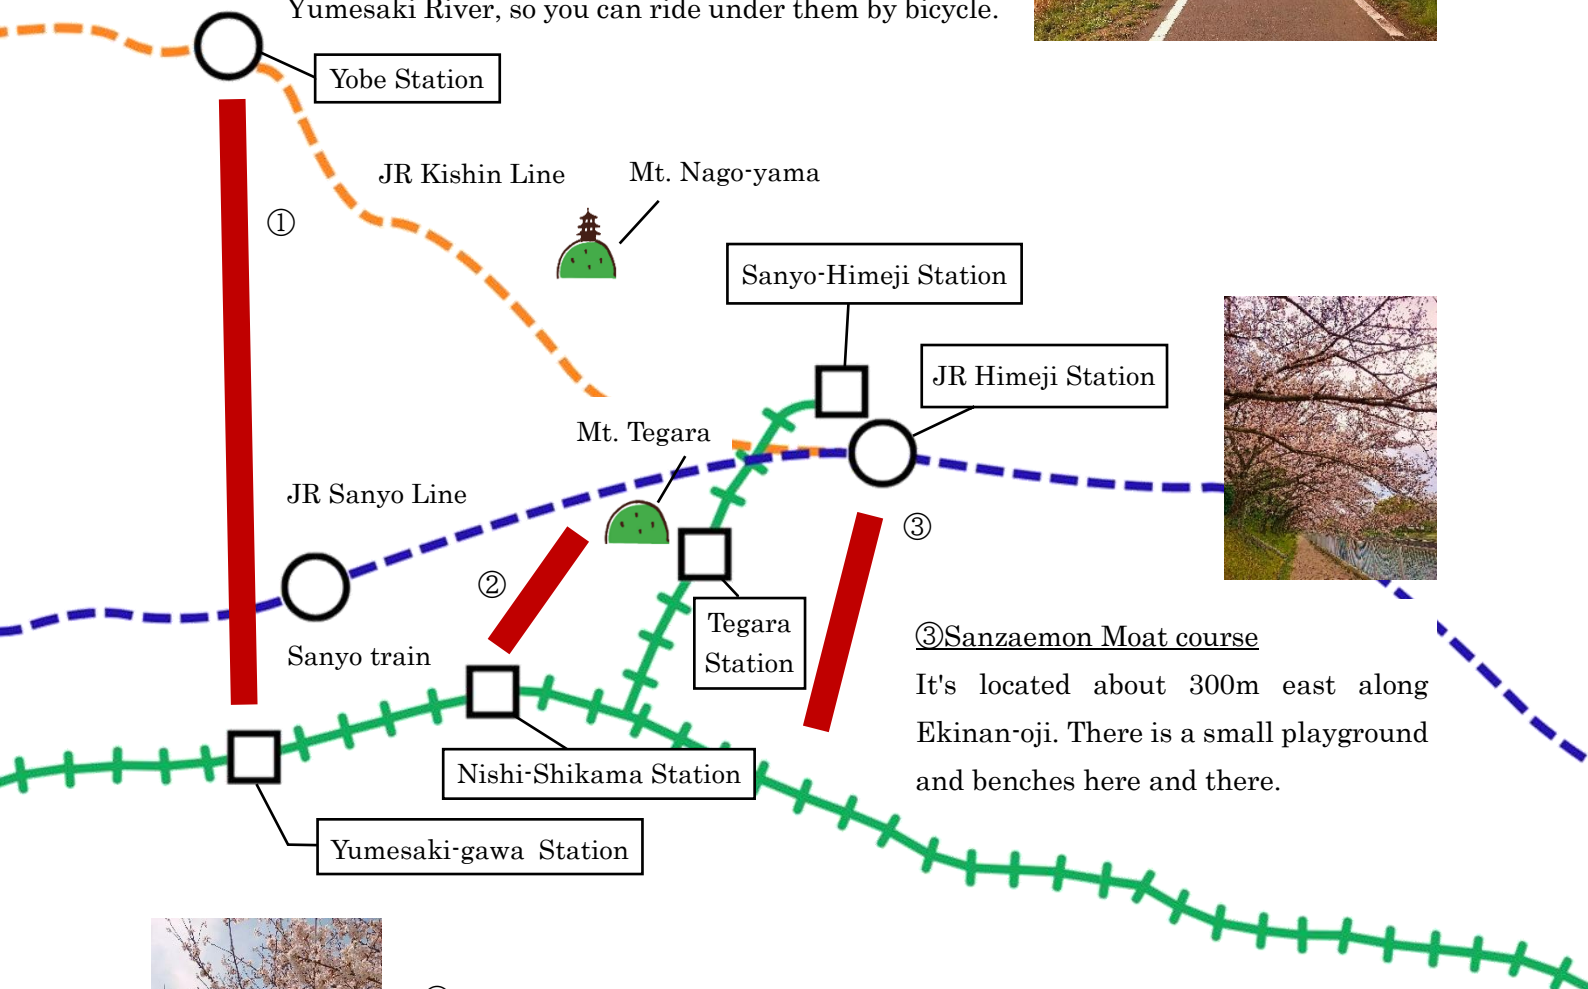 Yumesaki River, so you can ride under them by bicycle.
Yobe Station
JR Kishin Line
Mt. Nago-yama
①
Sanyo-Himeji Station
JR Himeji Station
Mt. Tegara
JR Sanyo Line
③
②
Tegara
Station
Sanyo train
③Sanzaemon Moat course
It's located about 300m east along
Ekinan-oji. There is a small playground
and benches here and there.
Nishi-Shikama Station
Yumesaki-gawa Station